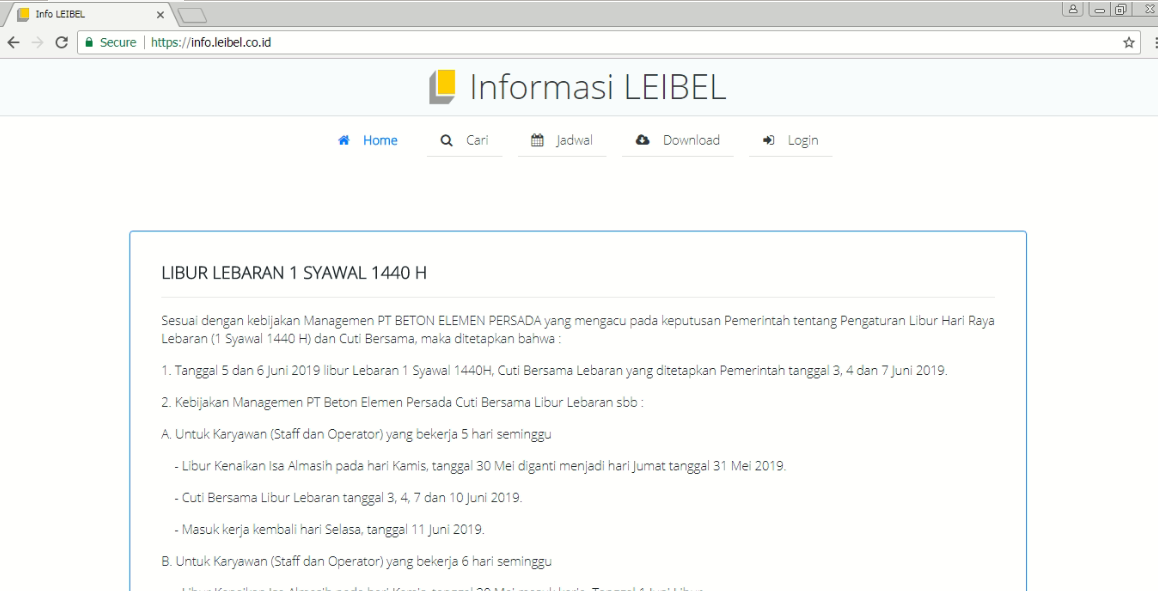 Info LEIBEL
Secure | https://info.leibel.co.id
Informasi LEIBEL
Home Cari Jadwal Download Login
LIBUR LEBARAN 1 SYAWAL 1440 H
Sesuai dengan kebijakan Managemen PT BETON ELEMEN PERSADA yang mengacu pada keputusan Pemerintah tentang Pengaturan Libur Hari Raya
Lebaran (1 Syawal 1440 H) dan Cuti Bersama, maka ditetapkan bahwa :
1. Tanggal 5 dan 6 Juni 2019 libur Lebaran 1 Syawal 1440H, Cuti Bersama Lebaran yang ditetapkan Pemerintah tanggal 3, 4 dan 7 Juni 2019.
2. Kebijakan Managemen PT Beton Elemen Persada Cuti Bersama Libur Lebaran sbb :
A. Untuk Karyawan (Staff dan Operator) yang bekerja 5 hari seminggu
- Libur Kenaikan Isa Almasih pada hari Kamis, tanggal 30 Mei diganti menjadi hari Jumat tanggal 31 Mei 2019.
- Cuti Bersama Libur Lebaran tanggal 3, 4, 7 dan 10 Juni 2019.
- Masuk kerja kembali hari Selasa, tanggal 11 Juni 2019.
B. Untuk Karyawan (Staff dan Operator) yang bekerja 6 hari seminggu